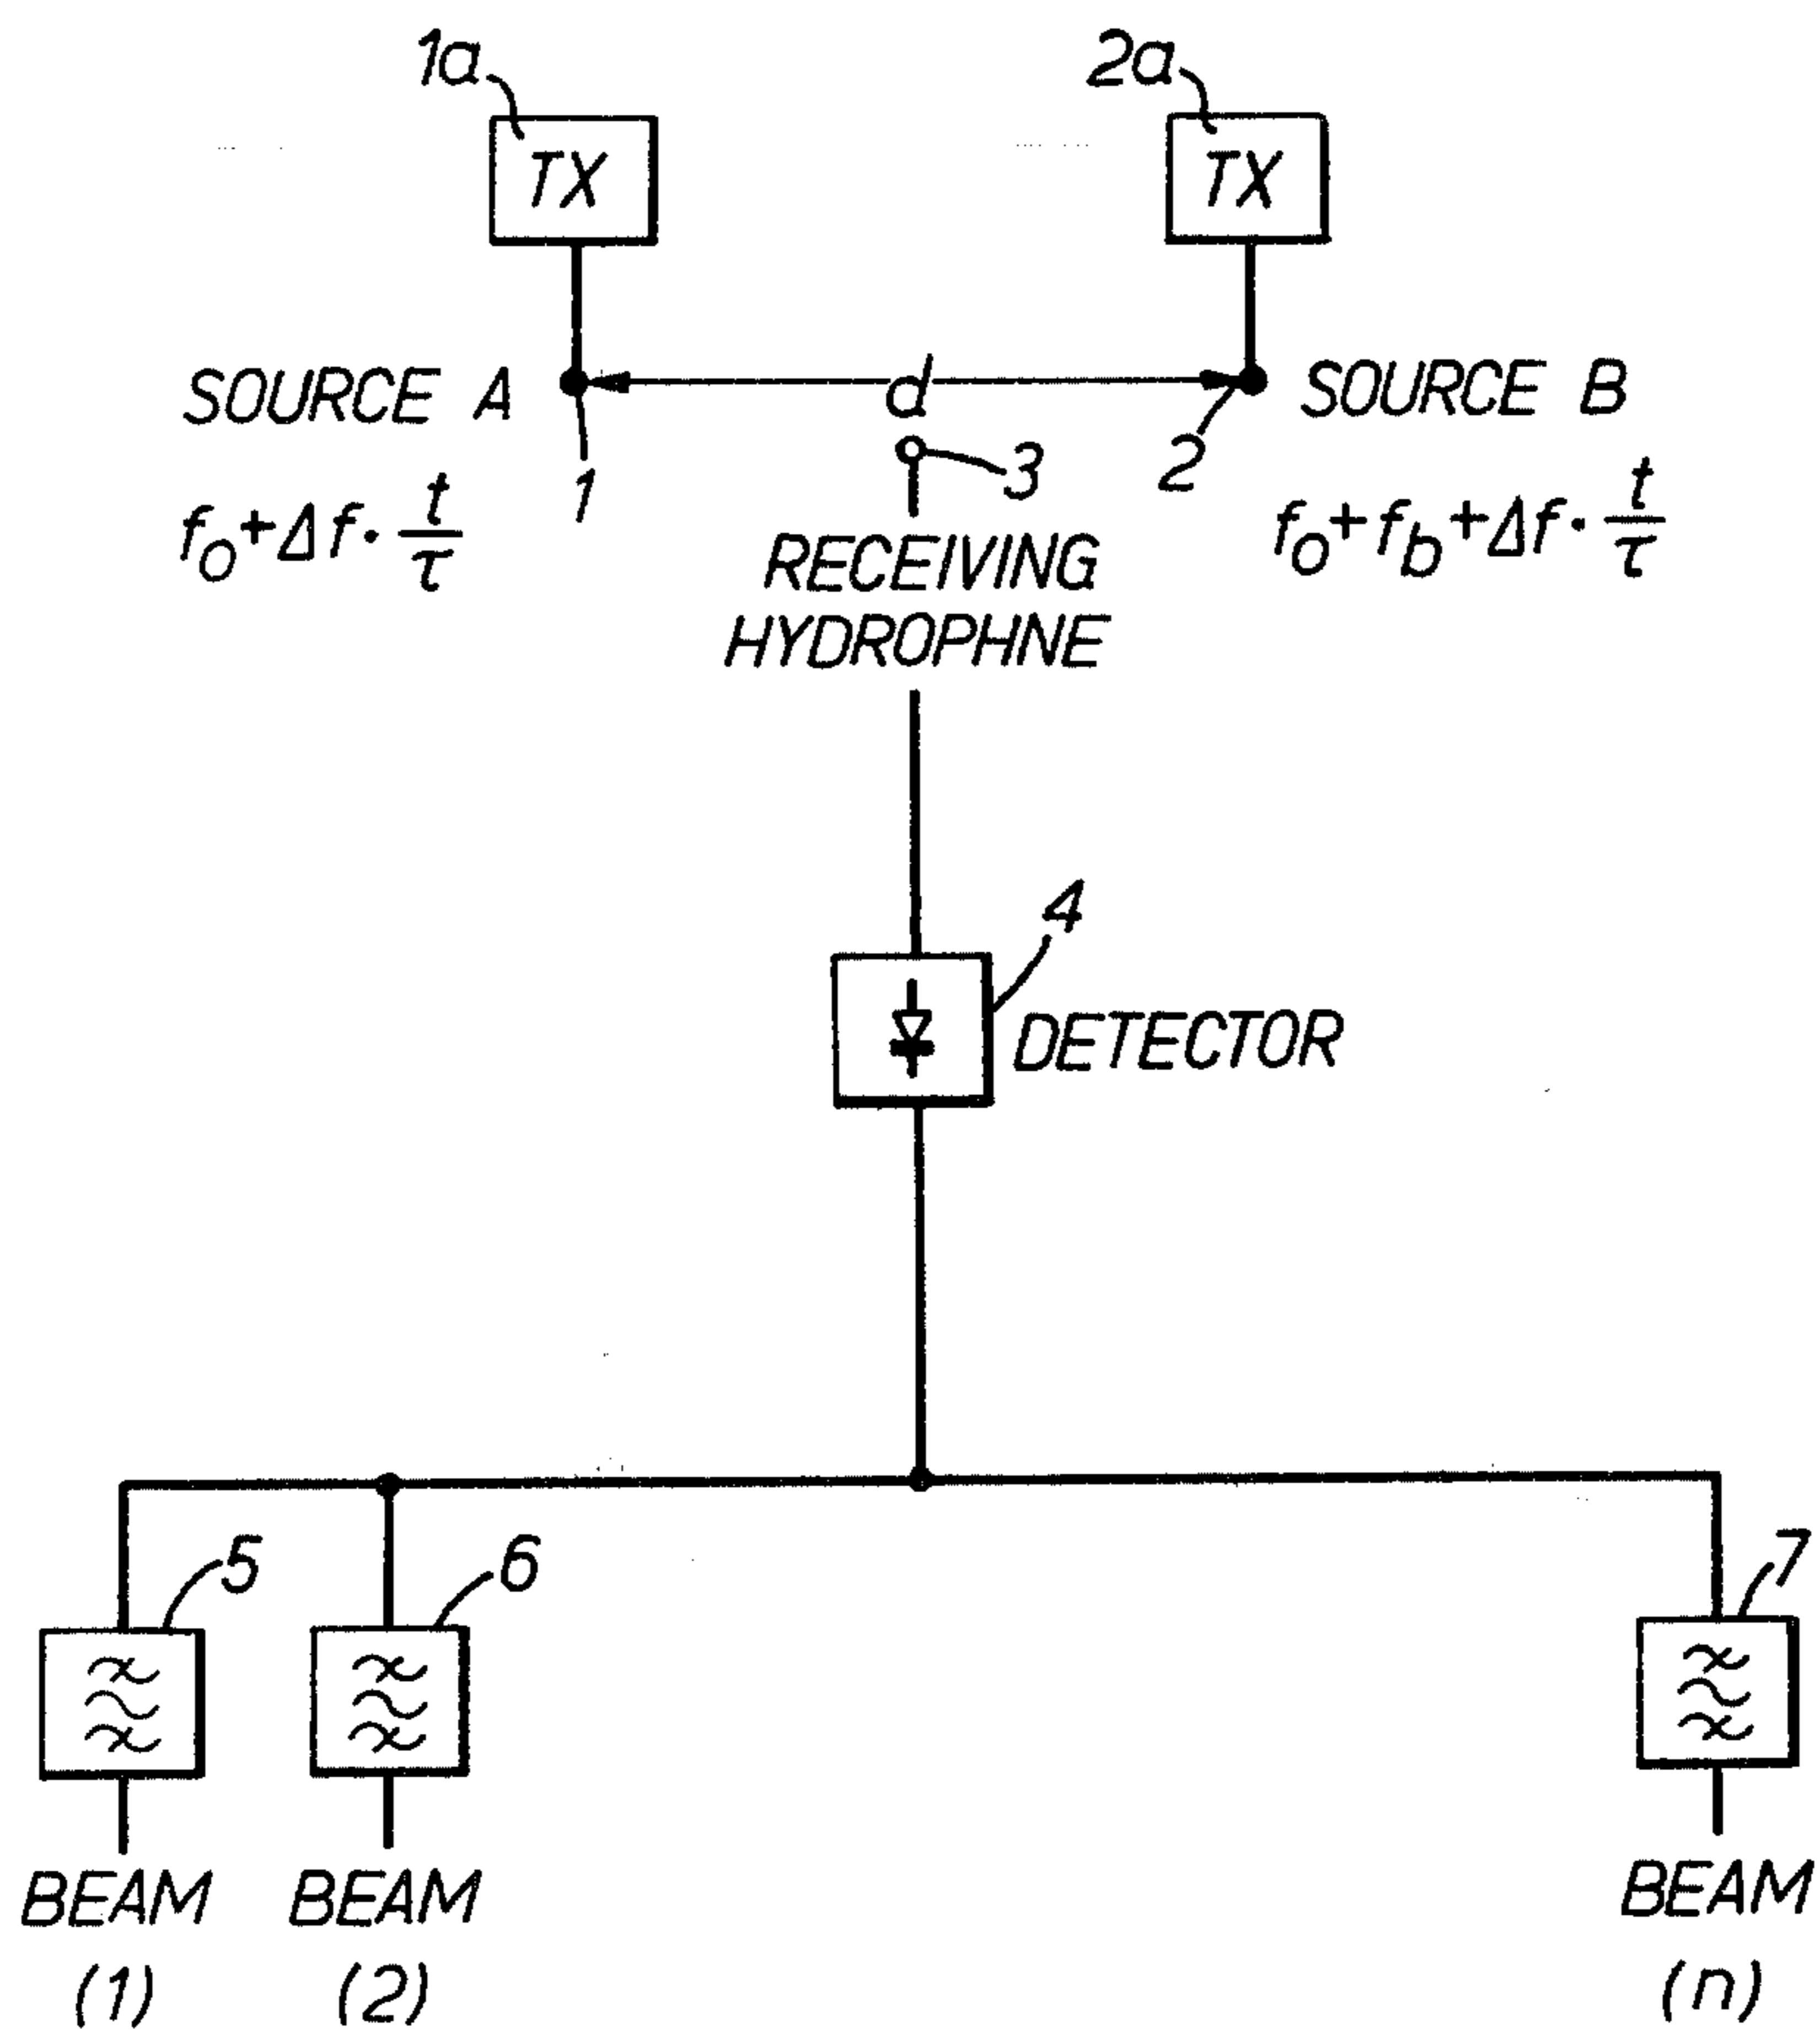 1a
2a
TX
TX
SOURCE A
d
SOURCE B
1
3
2
f₀+Δf·t/τ
f₀+f_b+Δf·t/τ
RECEIVING
HYDROPHNE
4
DETECTOR
5
6
7
BEAM
(1)
BEAM
(2)
BEAM
(n)